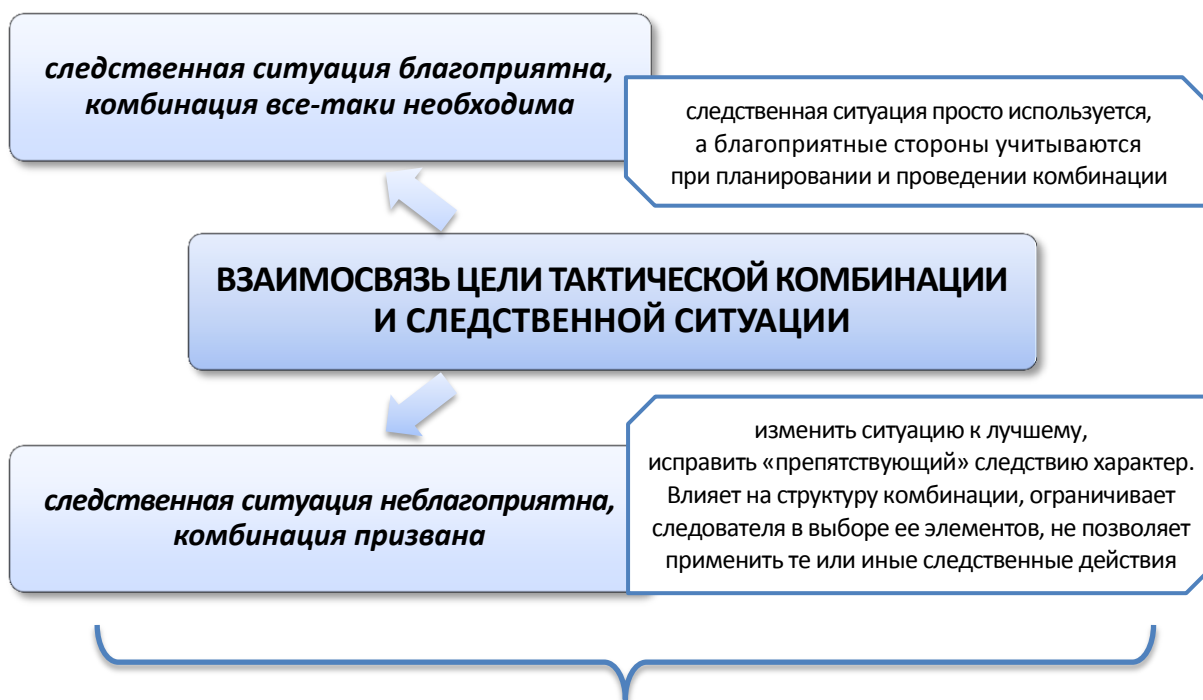 следственная ситуация благоприятна,
комбинация все-таки необходима
следственная ситуация просто используется,
а благоприятные стороны учитываются
при планировании и проведении комбинации
ВЗАИМОСВЯЗЬ ЦЕЛИ ТАКТИЧЕСКОЙ КОМБИНАЦИИ
И СЛЕДСТВЕННОЙ СИТУАЦИИ
следственная ситуация неблагоприятна,
комбинация призвана
изменить ситуацию к лучшему,
исправить «препятствующий» следствию характер.
Влияет на структуру комбинации, ограничивает
следователя в выборе ее элементов, не позволяет
применить те или иные следственные действия